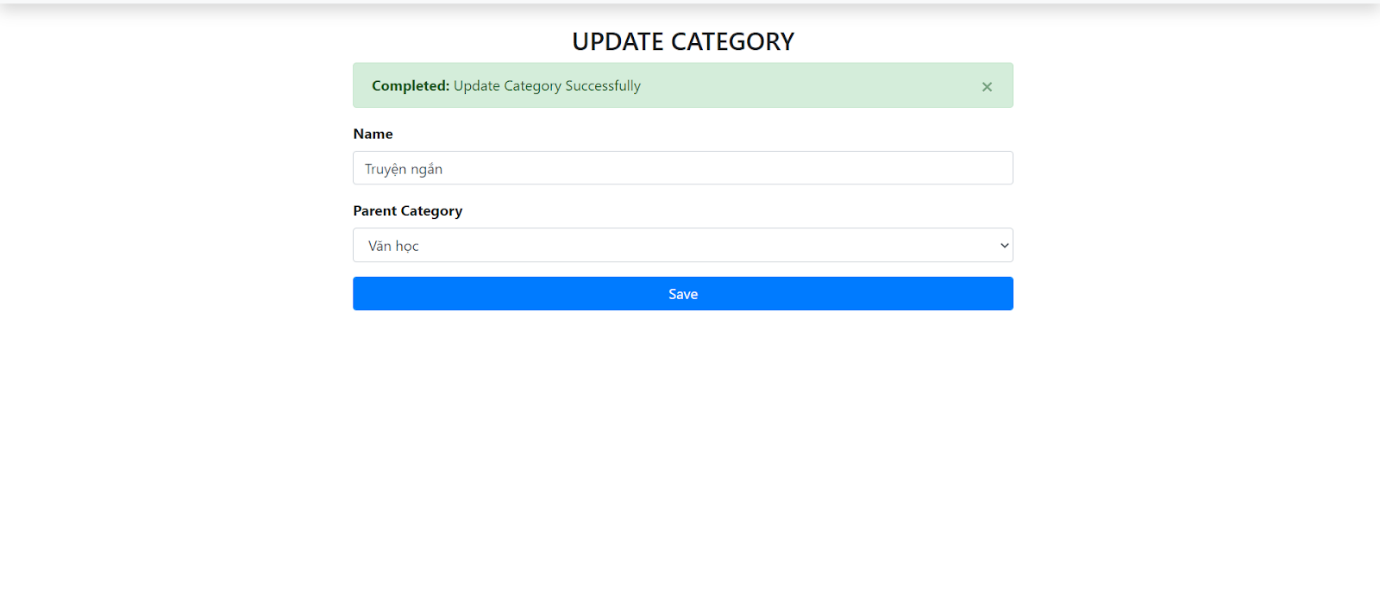 UPDATE CATEGORY
Completed: Update Category Successfully ×
Name
Truyện ngắn
Parent Category
Văn học
Save